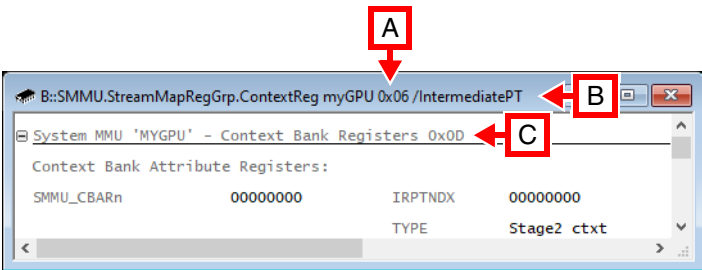 A
B::SMMU.StreamMapRegGrp.ContextReg myGPU 0x06 /IntermediatePT
B
System MMU 'MYGPU' - Context Bank Registers 0x0D
C
Context Bank Attribute Registers:
SMMU_CBARn 00000000 IRPTNDX 00000000
TYPE Stage2 ctxt